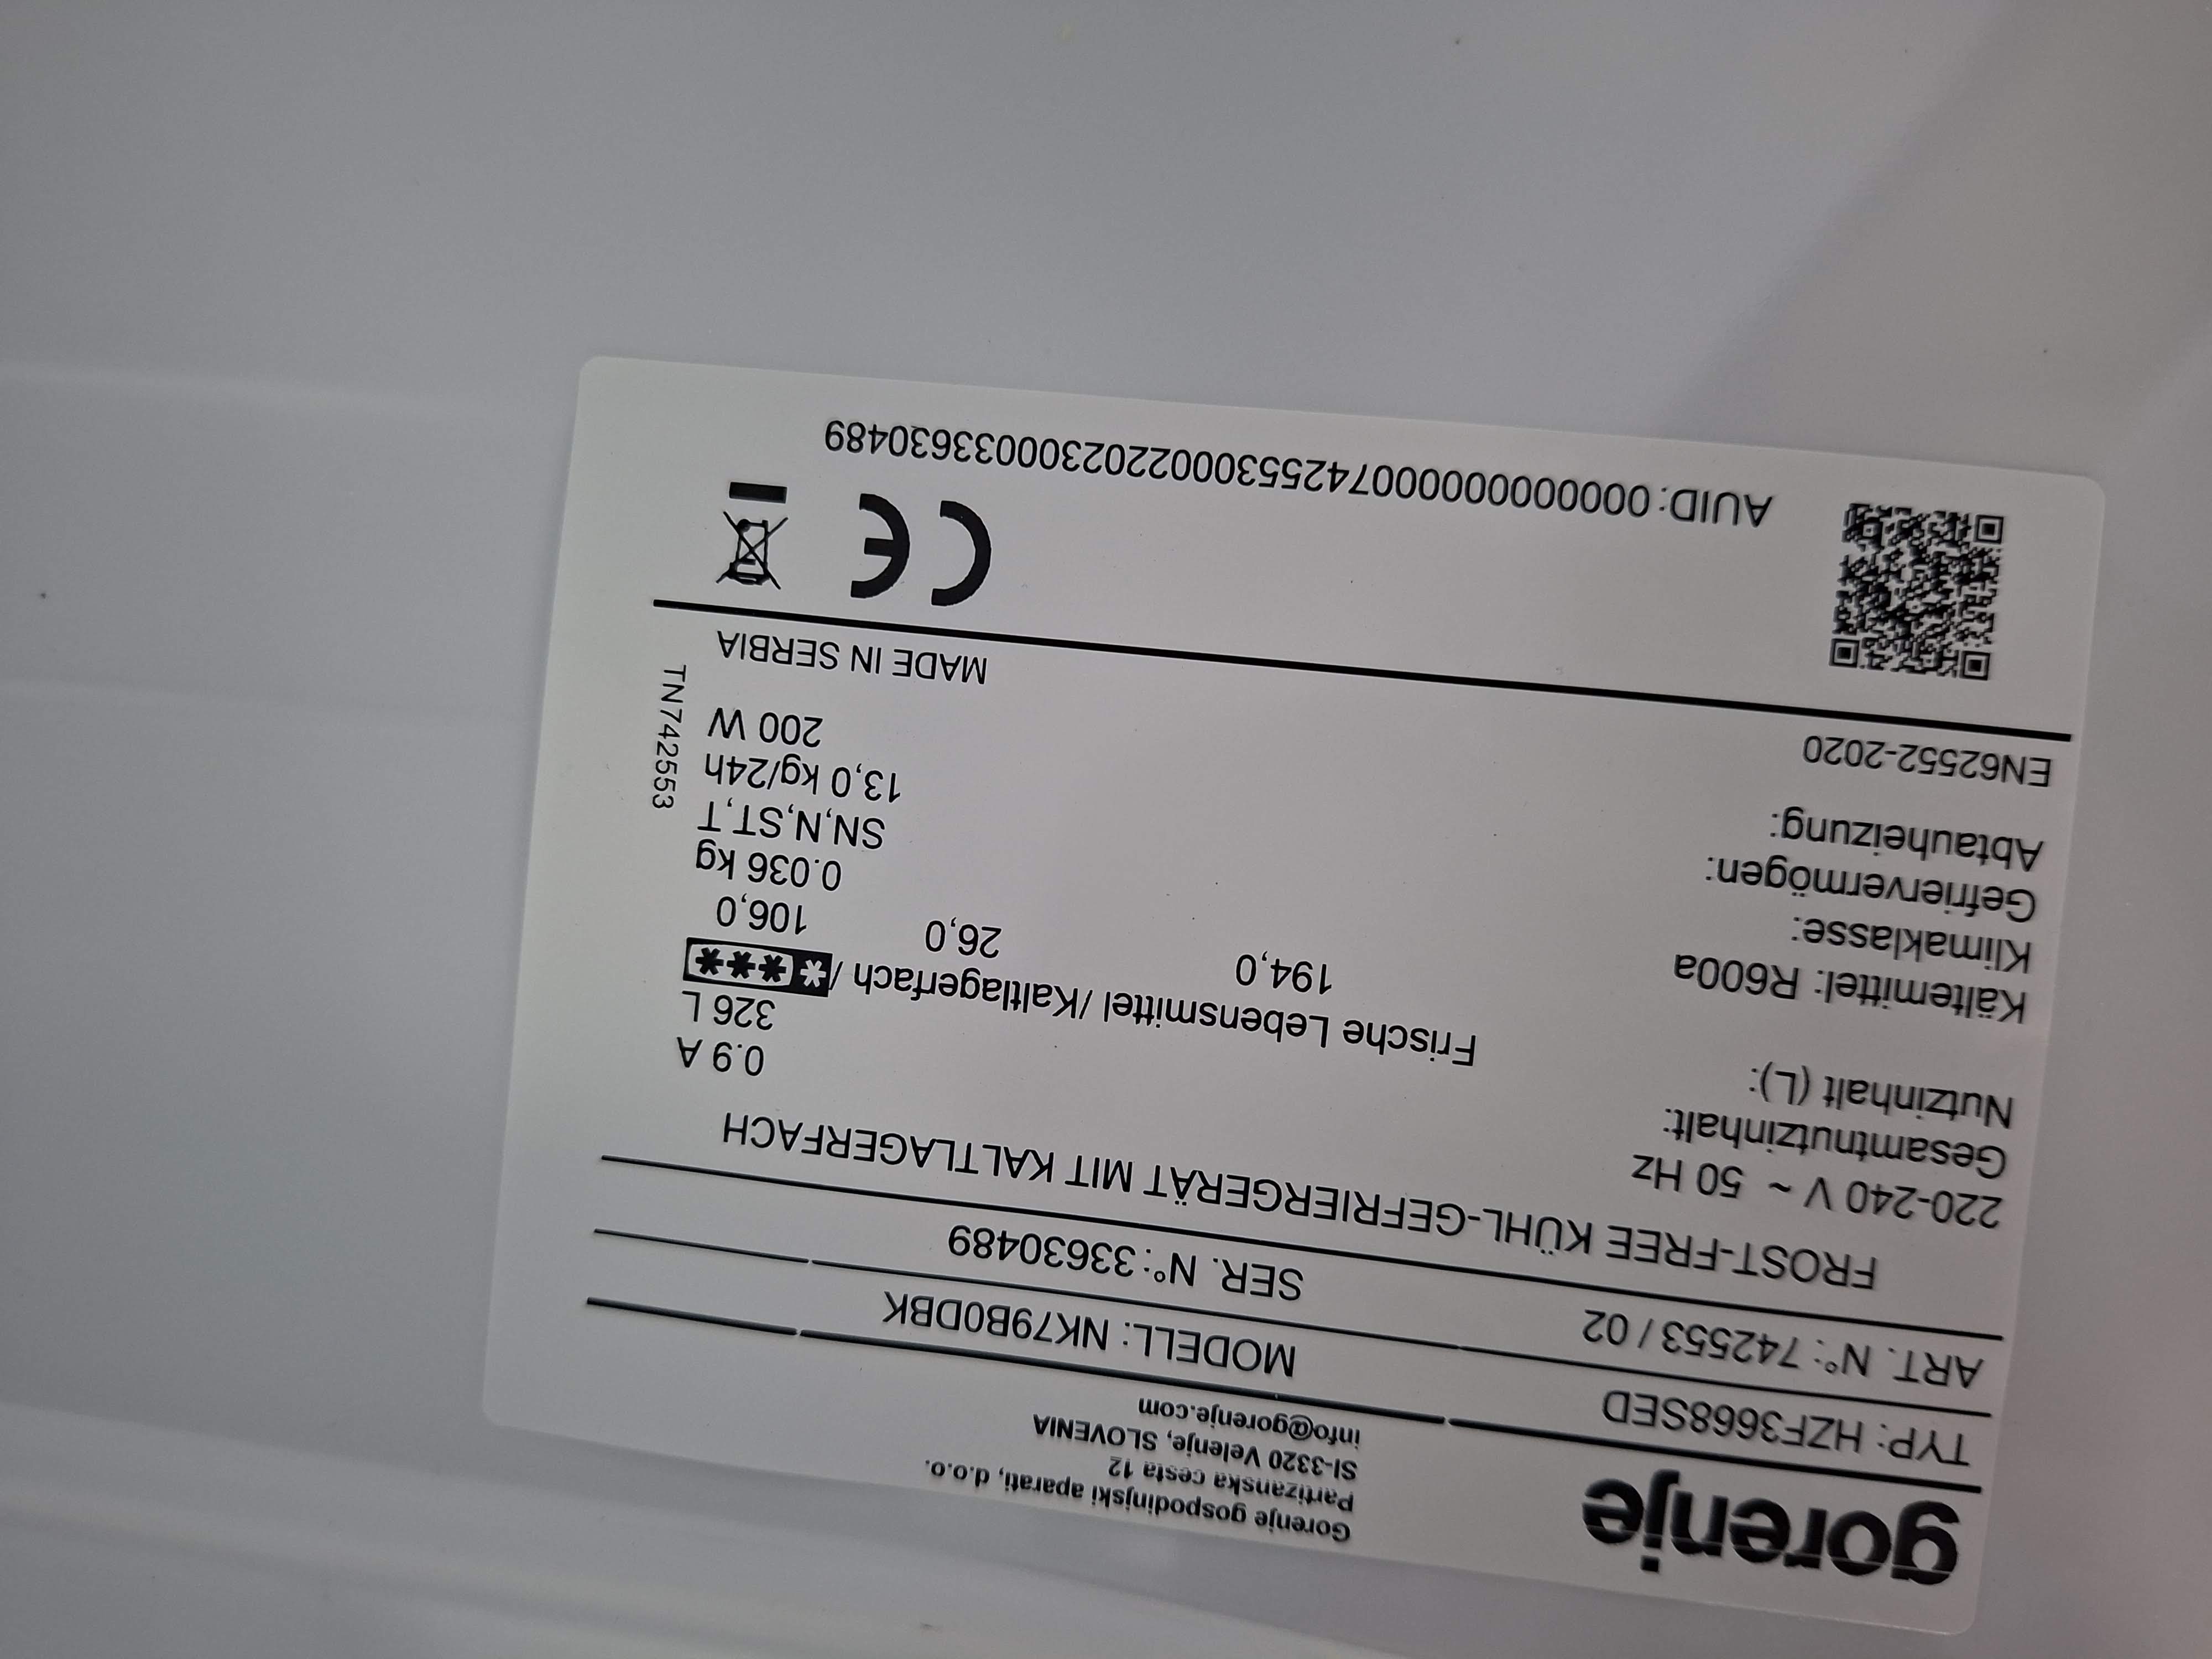 gorenje
Gorenje gospodinjski aparati, d.o.o.
Partizanska cesta 12
SI-3320 Velenje, SLOVENIA
info@gorenje.com
TYP: HZF3668SED
MODELL: NK79B0DBK
ART. N°: 742553 / 02
SER. N°: 33630489
FROST-FREE KÜHL-GEFRIERGERÄT MIT KALTLAGERFACH
220-240 V ~ 50 Hz 0.9 A
Gesamtnutzinhalt: 326 L
Nutzinhalt (L): Frische Lebensmittel / Kaltlagerfach / ****
194,0 26,0 106,0
Kältemittel: R600a 0.036 kg
Klimaklasse: SN,N,ST,T
Gefriervermögen: 13,0 kg/24h
Abtauheizung: 200 W
EN62552-2020 MADE IN SERBIA
TN742553
CE
AUID: 0000000000007425530002202300033630489